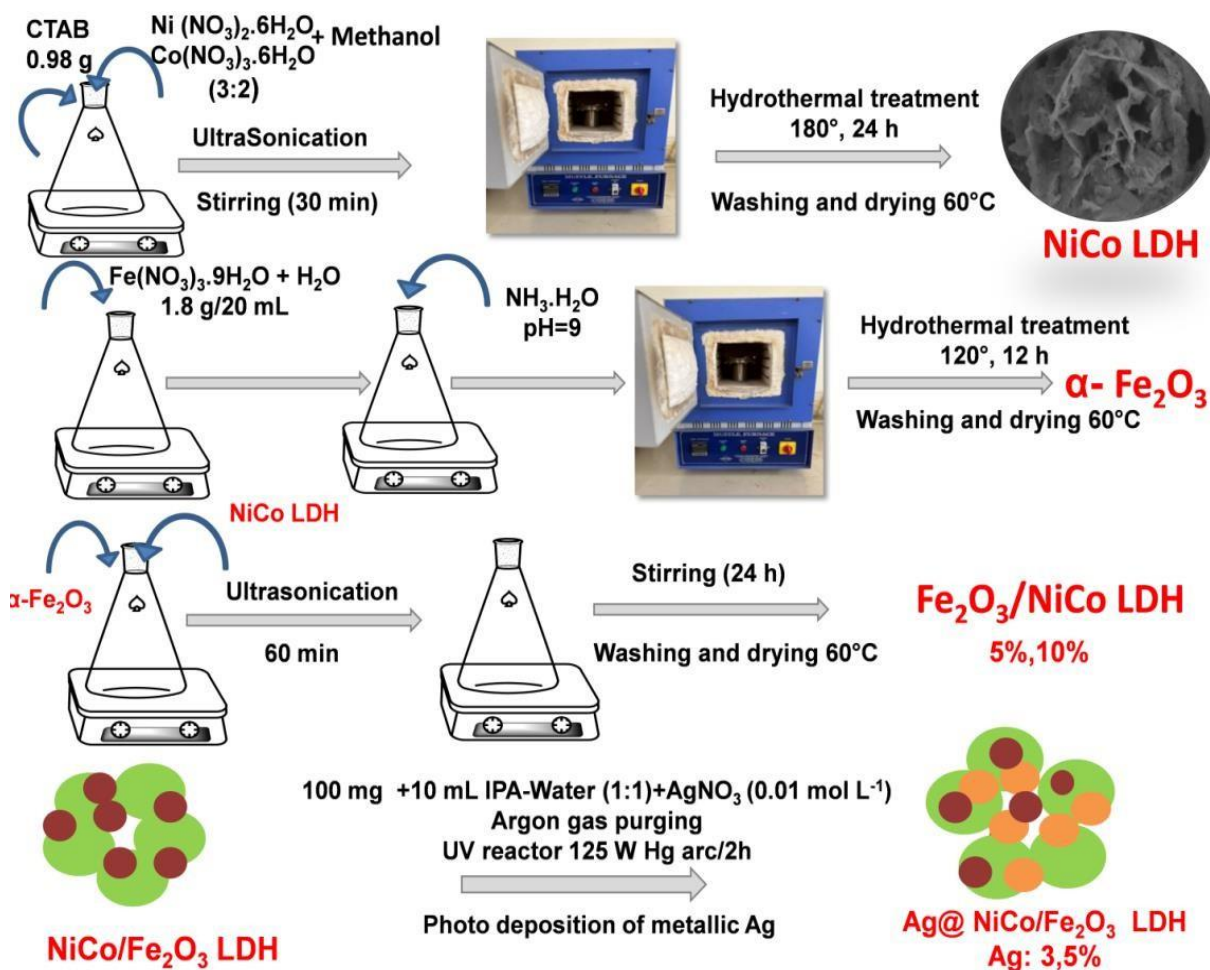 CTAB
0.98 g
Ni (NO₃)₂.6H₂O
Co(NO₃)₃.6H₂O
+ Methanol
(3:2)
UltraSonication
Stirring (30 min)
MUFFLE FURNACE
Hydrothermal treatment
180°, 24 h
Washing and drying 60°C
NiCo LDH
Fe(NO₃)₃.9H₂O + H₂O
1.8 g/20 mL
NH₃.H₂O
pH=9
MUFFLE FURNACE
Hydrothermal treatment
120°, 12 h
Washing and drying 60°C
α- Fe₂O₃
NiCo LDH
α-Fe₂O₃
Ultrasonication
60 min
Stirring (24 h)
Washing and drying 60°C
Fe₂O₃/NiCo LDH
5%,10%
100 mg +10 mL IPA-Water (1:1)+AgNO₃ (0.01 mol L⁻¹)
Argon gas purging
UV reactor 125 W Hg arc/2h
Photo deposition of metallic Ag
NiCo/Fe₂O₃ LDH
Ag@ NiCo/Fe₂O₃ LDH
Ag: 3,5%